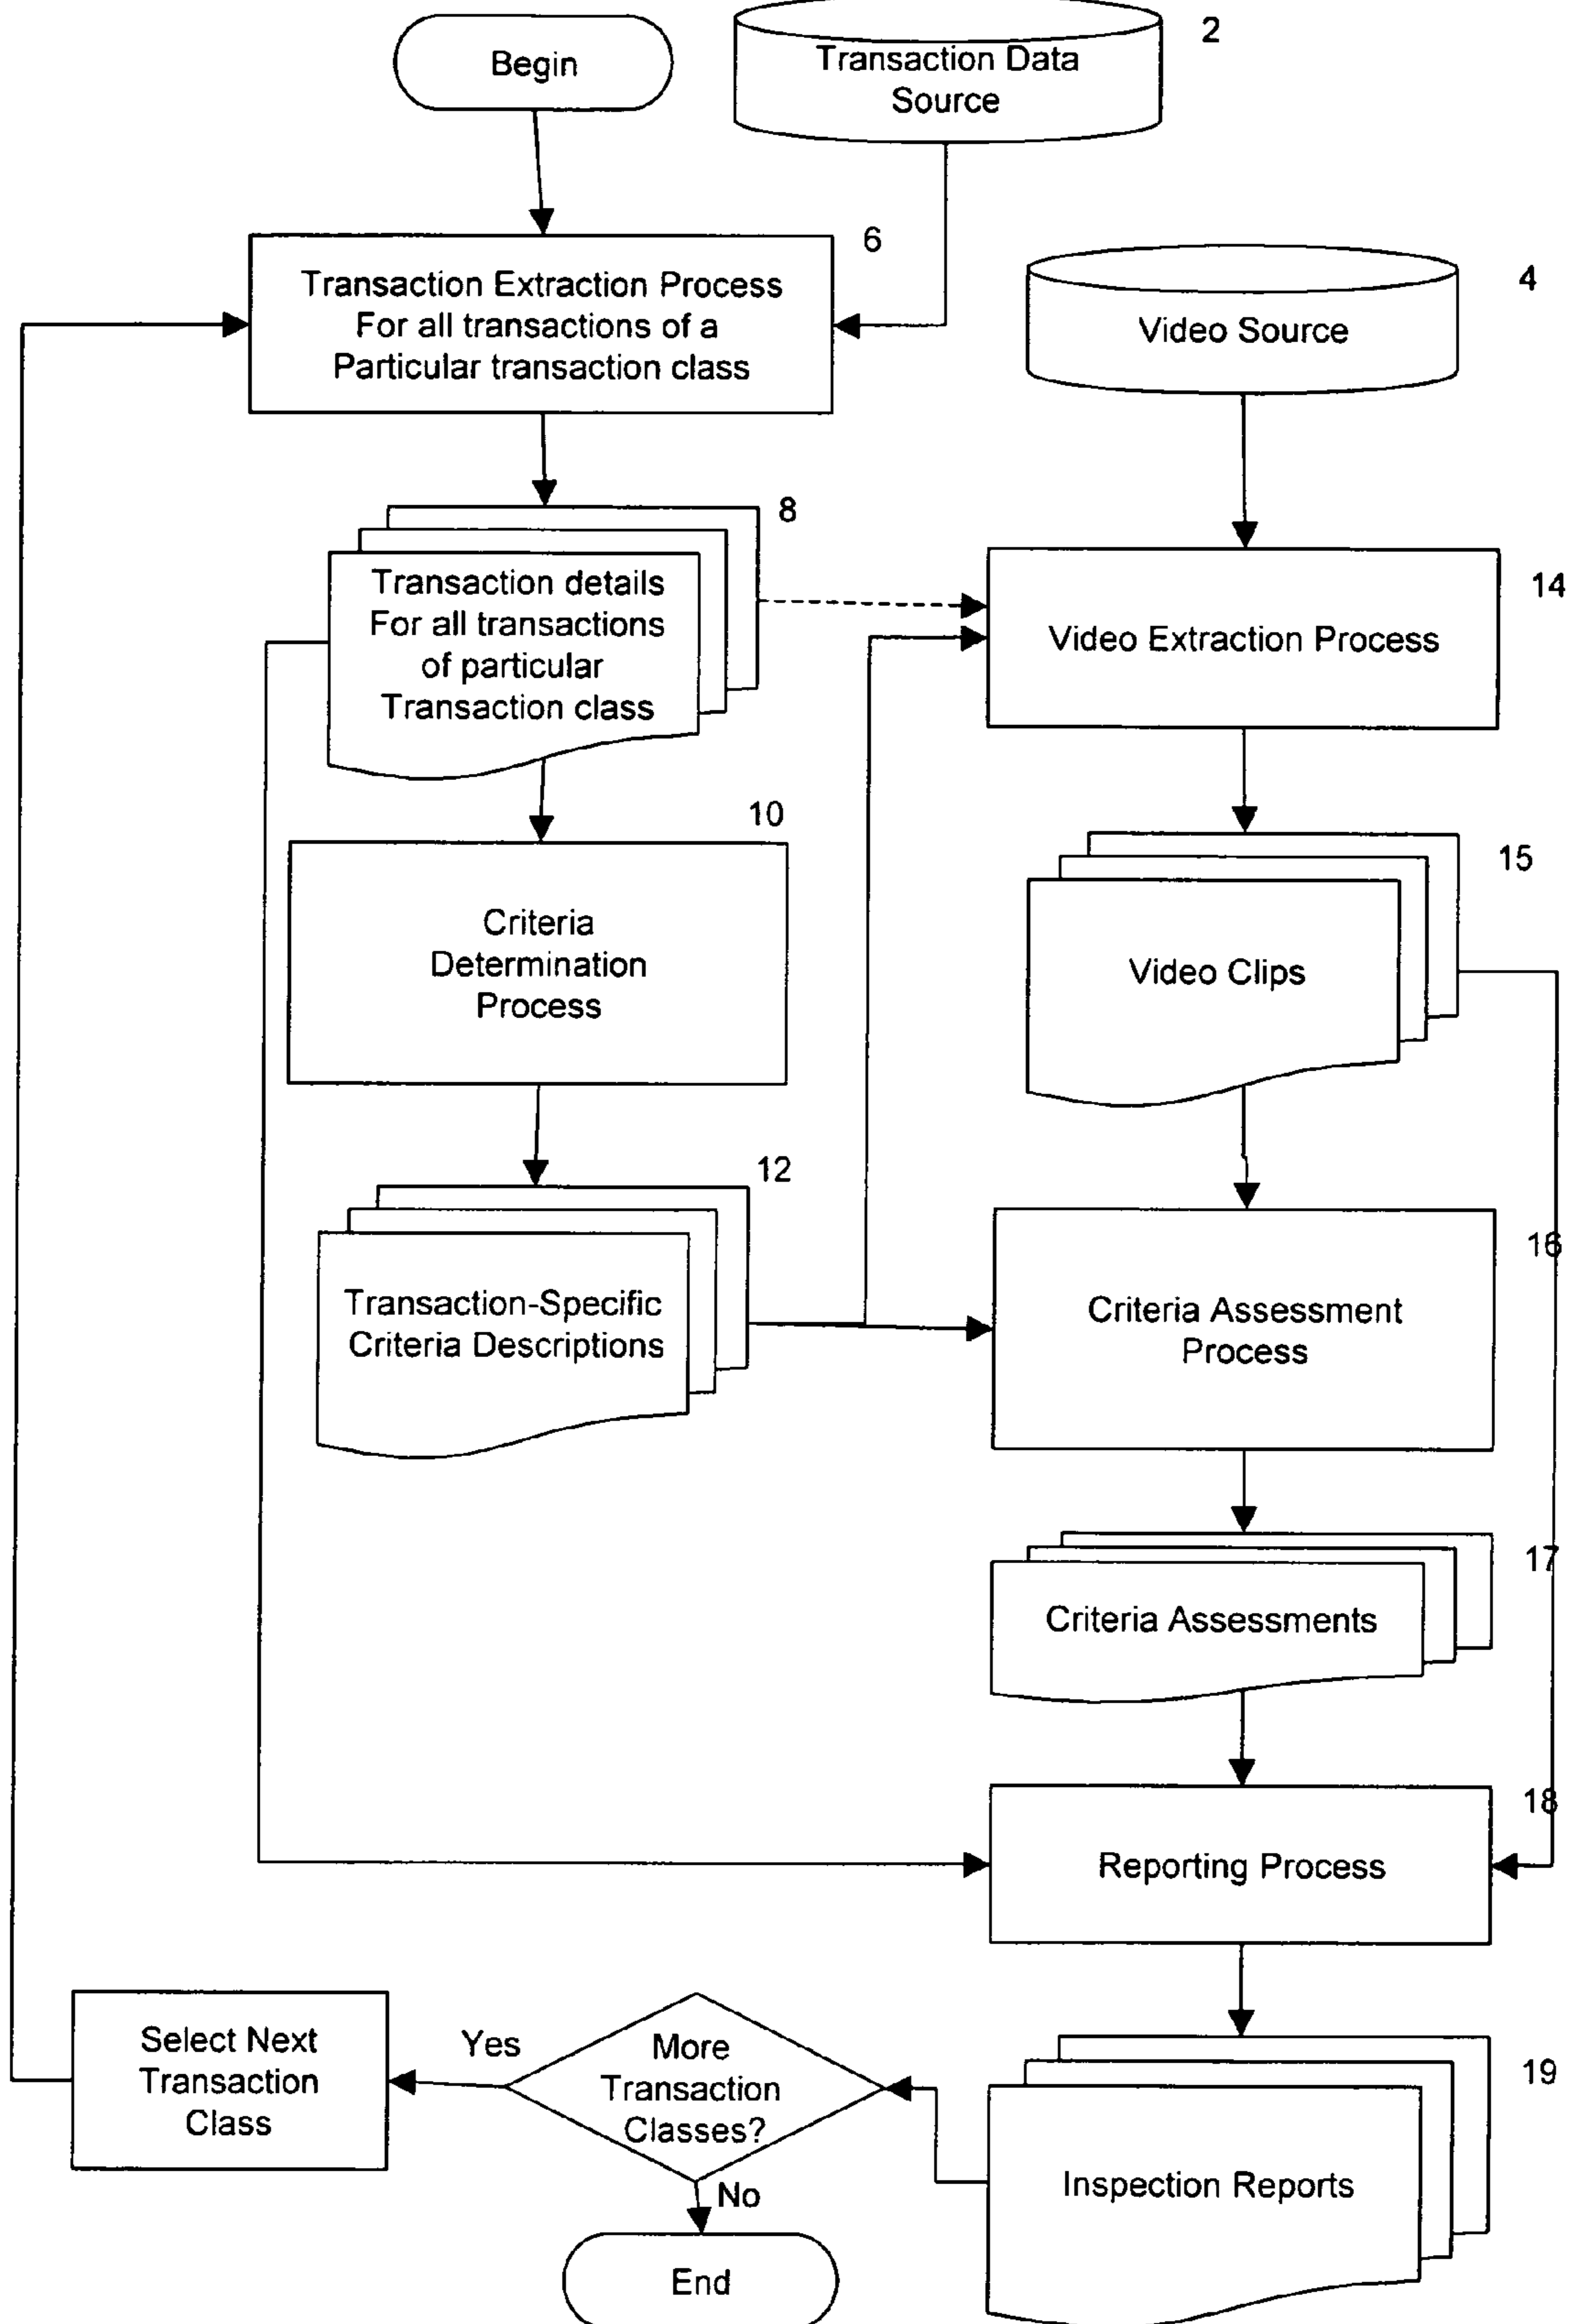 Begin
Transaction Data
Source
2
6
Transaction Extraction Process
For all transactions of a
Particular transaction class
4
Video Source
8
Transaction details
For all transactions
of particular
Transaction class
14
Video Extraction Process
10
Criteria
Determination
Process
15
Video Clips
12
Transaction-Specific
Criteria Descriptions
16
Criteria Assessment
Process
17
Criteria Assessments
18
Reporting Process
Select Next
Transaction
Class
Yes
More
Transaction
Classes?
No
19
Inspection Reports
End